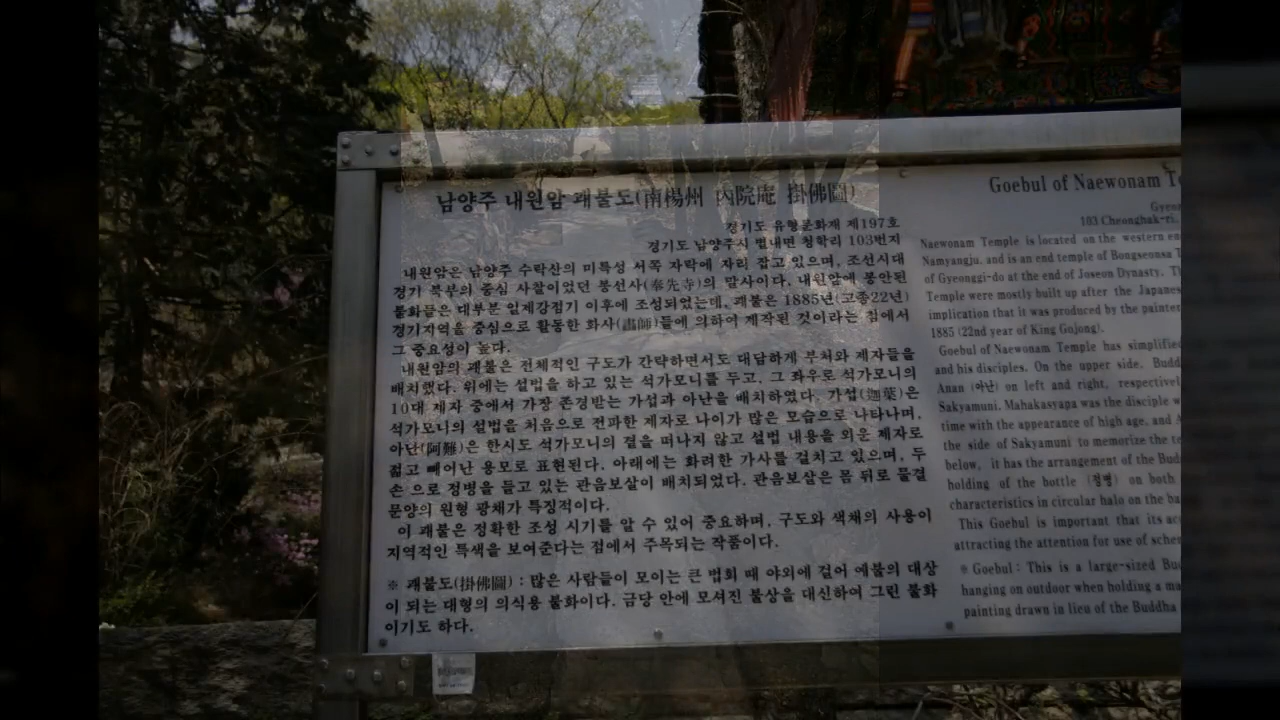 남양주 내원암 괘불도(南楊州 內院庵 掛佛圖)
경기도 유형문화재 제197호
경기도 남양주시 별내면 청학리 103번지
내원암은 남양주 수락산의 미특성 서쪽 자락에 자리 잡고 있으며, 조선시대
경기 북부의 중심 사찰이었던 봉선사(奉先寺)의 말사이다. 내원암에 봉안된
불화들은 대부분 일제강점기 이후에 조성되었는데, 괘불은 1885년(고종22년)
경기지역을 중심으로 활동한 화사(畵師)들에 의하여 제작된 것이라는 점에서
그 중요성이 높다.
내원암의 괘불은 전체적인 구도가 간략하면서도 대담하게 부처와 제자들을
배치했다. 위에는 설법을 하고 있는 석가모니를 두고, 그 좌우로 석가모니의
10대 제자 중에서 가장 존경받는 가섭과 아난을 배치하였다. 가섭(迦葉)은
석가모니의 설법을 처음으로 전파한 제자로 나이가 많은 모습으로 나타나며,
아난(阿難)은 한시도 석가모니의 곁을 떠나지 않고 설법 내용을 외운 제자로
젊고 빼어난 용모로 표현된다. 아래에는 화려한 가사를 걸치고 있으며, 두
손 으로 정병을 들고 있는 관음보살이 배치되었다. 관음보살은 몸 뒤로 물결
문양의 원형 광채가 특징적이다.
이 괘불은 정확한 조성 시기를 알 수 있어 중요하며, 구도와 색채의 사용이
지역적인 특색을 보여준다는 점에서 주목되는 작품이다.
※ 괘불도(掛佛圖) : 많은 사람들이 모이는 큰 법회 때 야외에 걸어 예불의 대상
이 되는 대형의 의식용 불화이다. 금당 안에 모셔진 불상을 대신하여 그린 불화
이기도 하다.
Goebul of Naewonam Te
Gyeon
103 Cheonghak-ri,
Naewonam Temple is located on the western en
Namyangju, and is an end temple of Bongseonsa T
of Gyeonggi-do at the end of Joseon Dynasty. Th
Temple were mostly built up after the Japanes
implication that it was produced by the painter
1885 (22nd year of King Gojong).
Goebul of Naewonam Temple has simplified
and his disciples. On the upper side, Budd
Anan (아난) on left and right, respectivel
Sakyamuni. Mahakasyapa was the disciple w
time with the appearance of high age, and A
the side of Sakyamuni to memorize the te
below, it has the arrangement of the Bud
holding of the bottle (정병) on both
characteristics in circular halo on the ba
This Goebul is important that its ac
attracting the attention for use of schem
※ Goebul : This is a large-sized Bud
hanging on outdoor when holding a ma
painting drawn in lieu of the Buddha